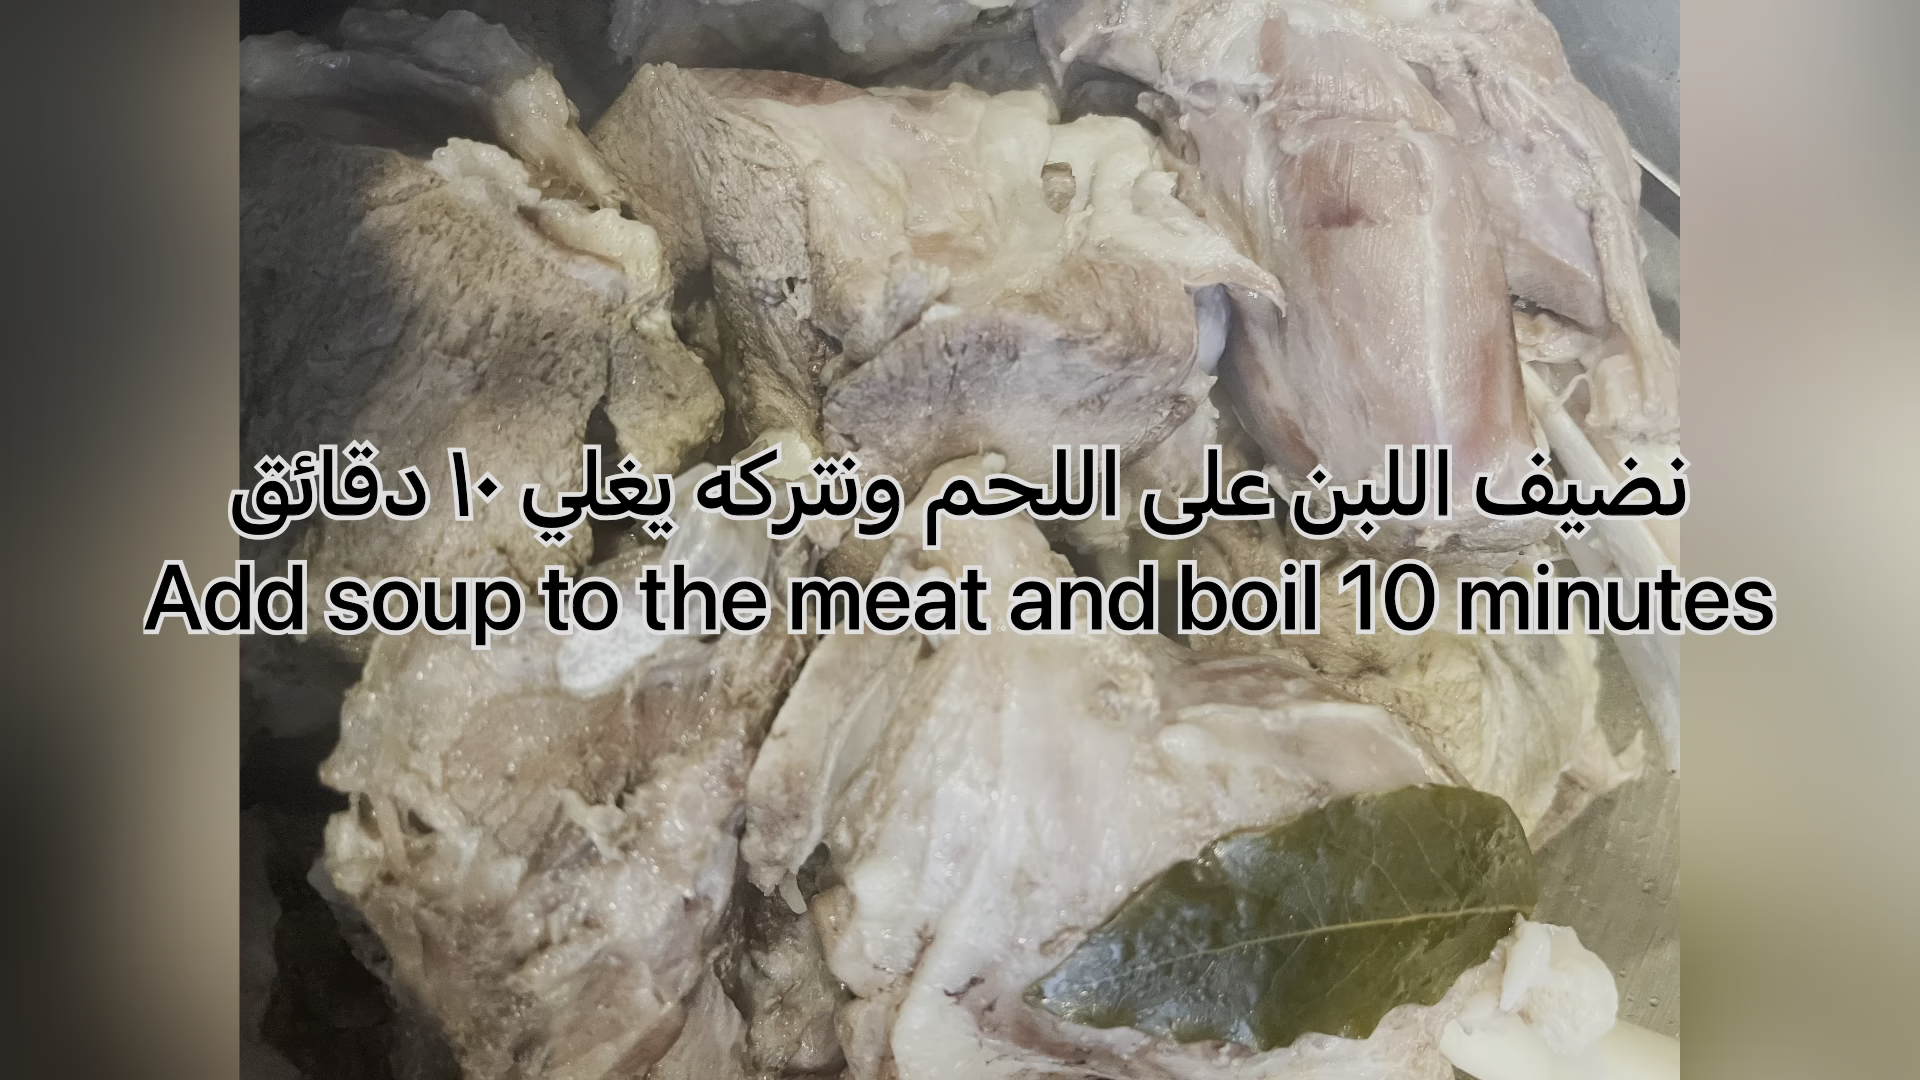 نضيف اللبن على اللحم ونتركه يغلي ١٠ دقائق
Add soup to the meat and boil 10 minutes